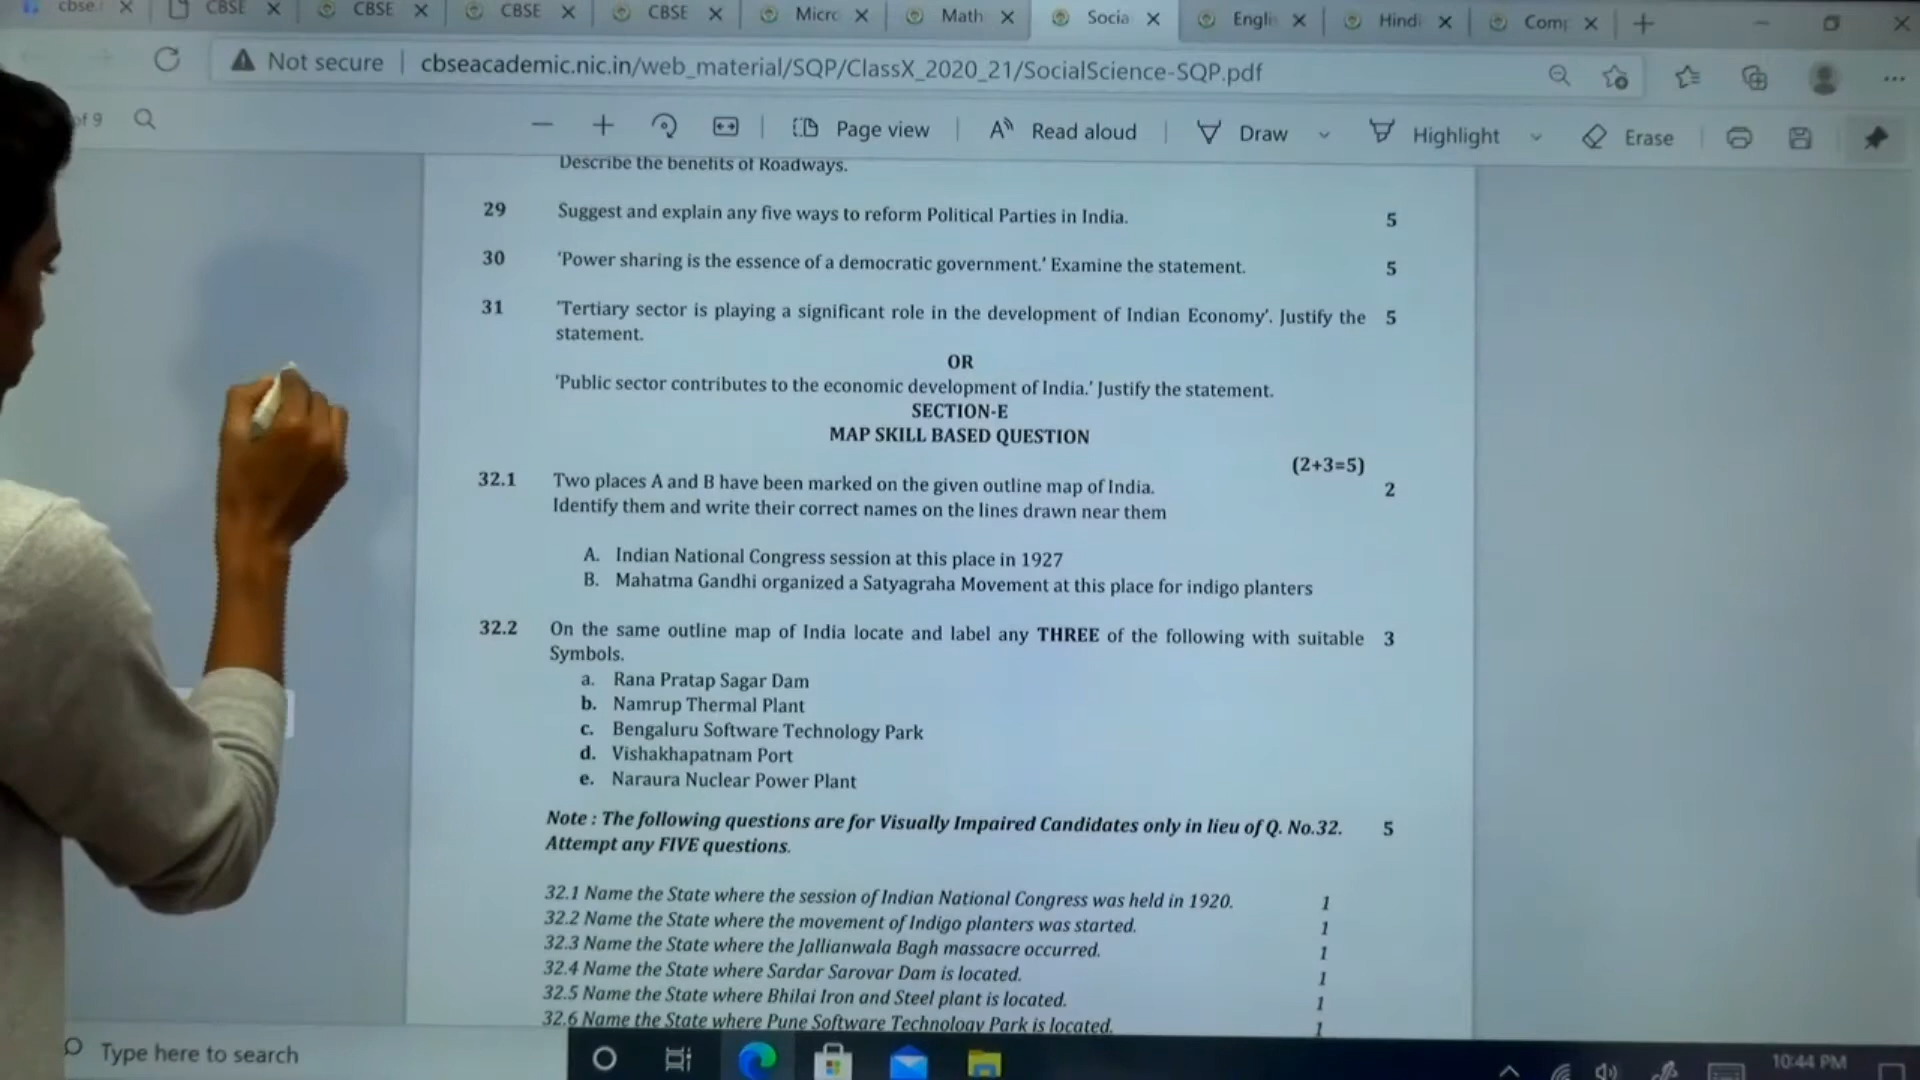 cbse.
CBSE
CBSE
CBSE
CBSE
Micro
Math
Socia
Englis
Hindi
Comp
Not secure | cbseacademic.nic.in/web_material/SQP/ClassX_2020_21/SocialScience-SQP.pdf
of 9
Page view
Read aloud
Draw
Highlight
Erase
Describe the benefits of Roadways.
29 Suggest and explain any five ways to reform Political Parties in India. 5
30 'Power sharing is the essence of a democratic government.' Examine the statement. 5
31 'Tertiary sector is playing a significant role in the development of Indian Economy'. Justify the 5
statement.
OR
'Public sector contributes to the economic development of India.' Justify the statement.
SECTION-E
MAP SKILL BASED QUESTION
(2+3=5)
32.1 Two places A and B have been marked on the given outline map of India. 2
Identify them and write their correct names on the lines drawn near them
A. Indian National Congress session at this place in 1927
B. Mahatma Gandhi organized a Satyagraha Movement at this place for indigo planters
32.2 On the same outline map of India locate and label any THREE of the following with suitable 3
Symbols.
a. Rana Pratap Sagar Dam
b. Namrup Thermal Plant
c. Bengaluru Software Technology Park
d. Vishakhapatnam Port
e. Naraura Nuclear Power Plant
Note : The following questions are for Visually Impaired Candidates only in lieu of Q. No.32. 5
Attempt any FIVE questions.
32.1 Name the State where the session of Indian National Congress was held in 1920. 1
32.2 Name the State where the movement of Indigo planters was started. 1
32.3 Name the State where the Jallianwala Bagh massacre occurred. 1
32.4 Name the State where Sardar Sarovar Dam is located. 1
32.5 Name the State where Bhilai Iron and Steel plant is located. 1
32.6 Name the State where Pune Software Technology Park is located. 1
Type here to search
10:44 PM